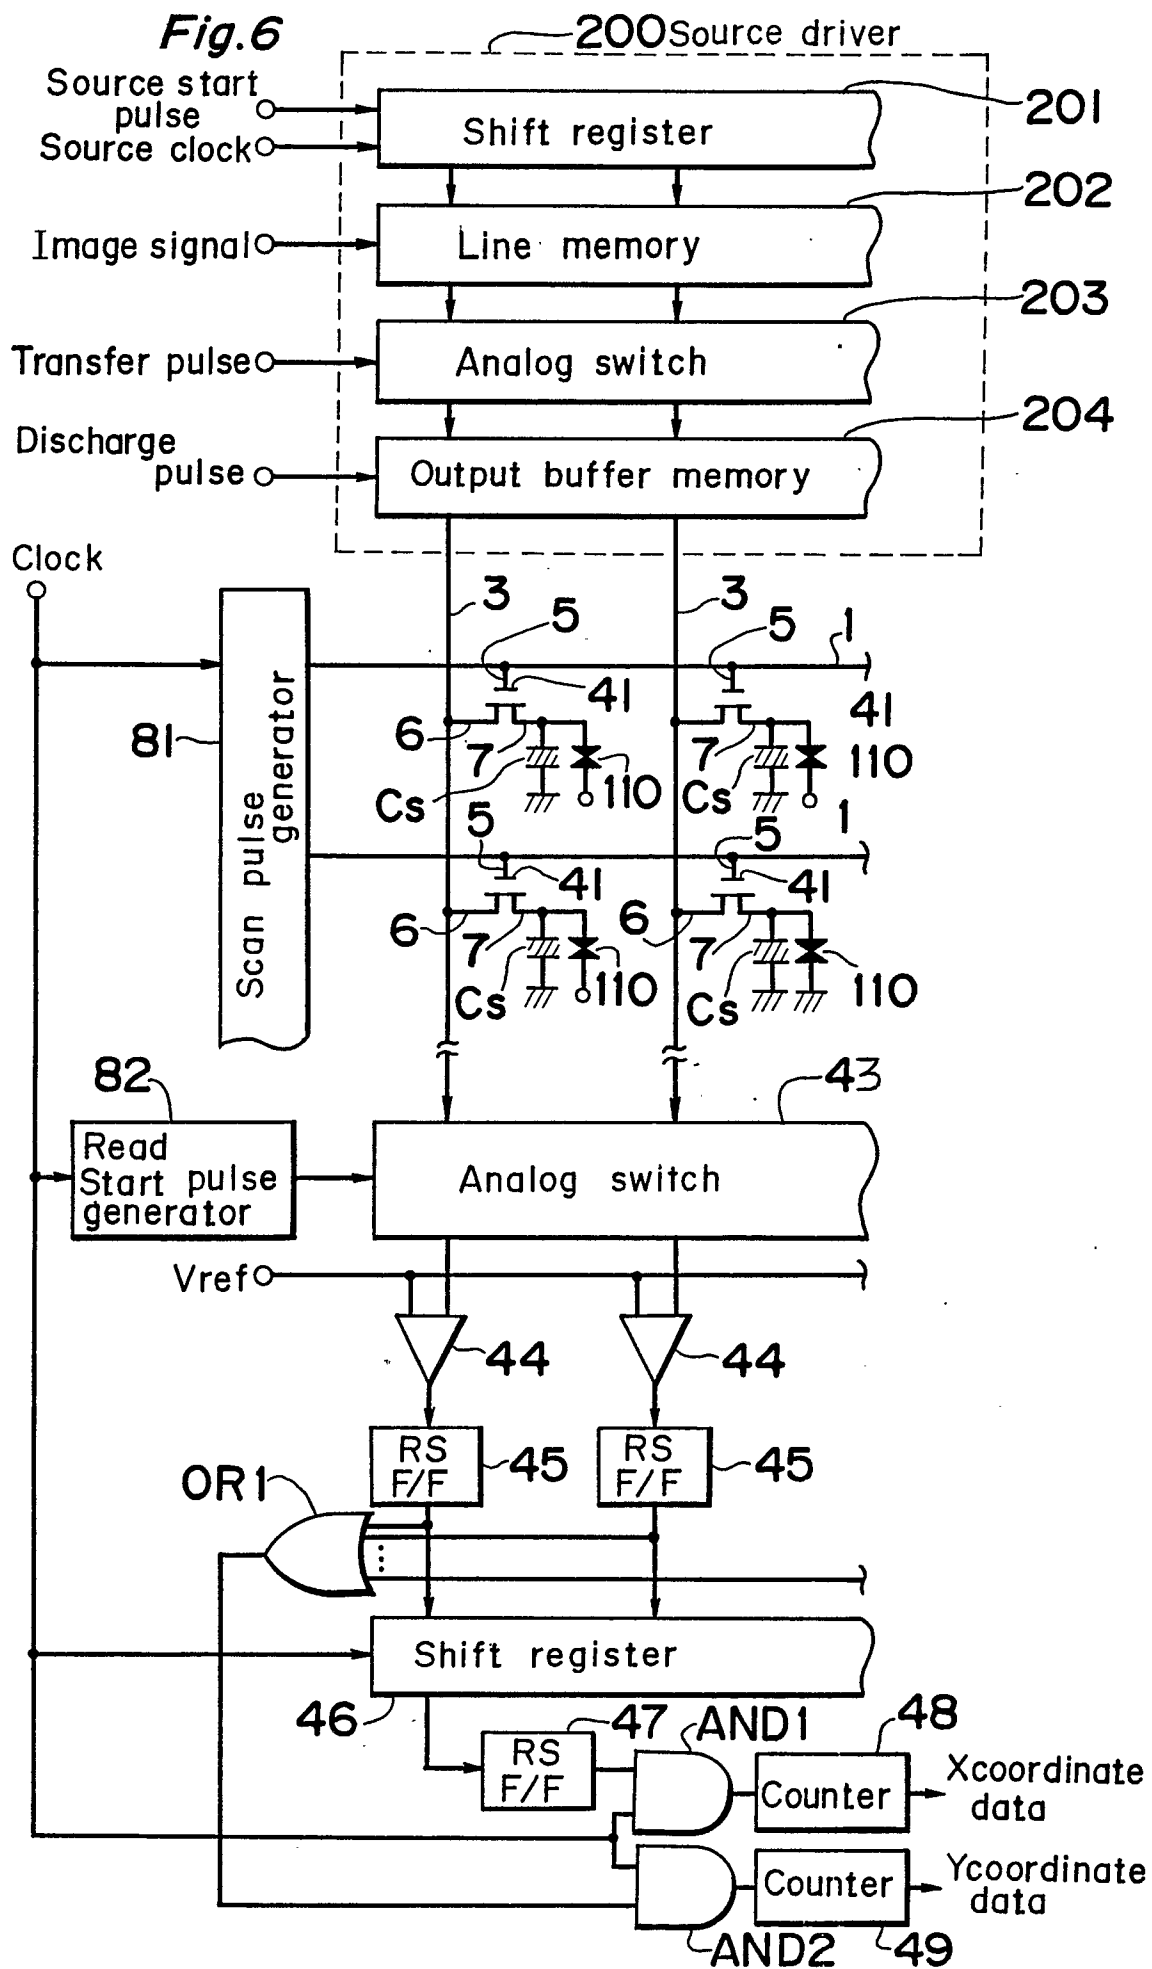 Fig.6
200 Source driver
Source start
pulse
Source clock
Shift register
201
202
Image signal
Line memory
203
Transfer pulse
Analog switch
204
Discharge
pulse
Output buffer memory
Clock
3
3
5
5
1
41
41
81
6
7
7
110
110
Cs
Cs
Scan pulse
generator
5
5
1
41
41
6
6
7
7
Cs
110
Cs
110
82
43
Read
Start pulse
generator
Analog switch
Vref
44
44
RS
F/F
45
RS
F/F
45
OR1
Shift register
46
47
AND1
48
RS
F/F
Counter
Xcoordinate
data
Counter
Ycoordinate
data
AND2
49